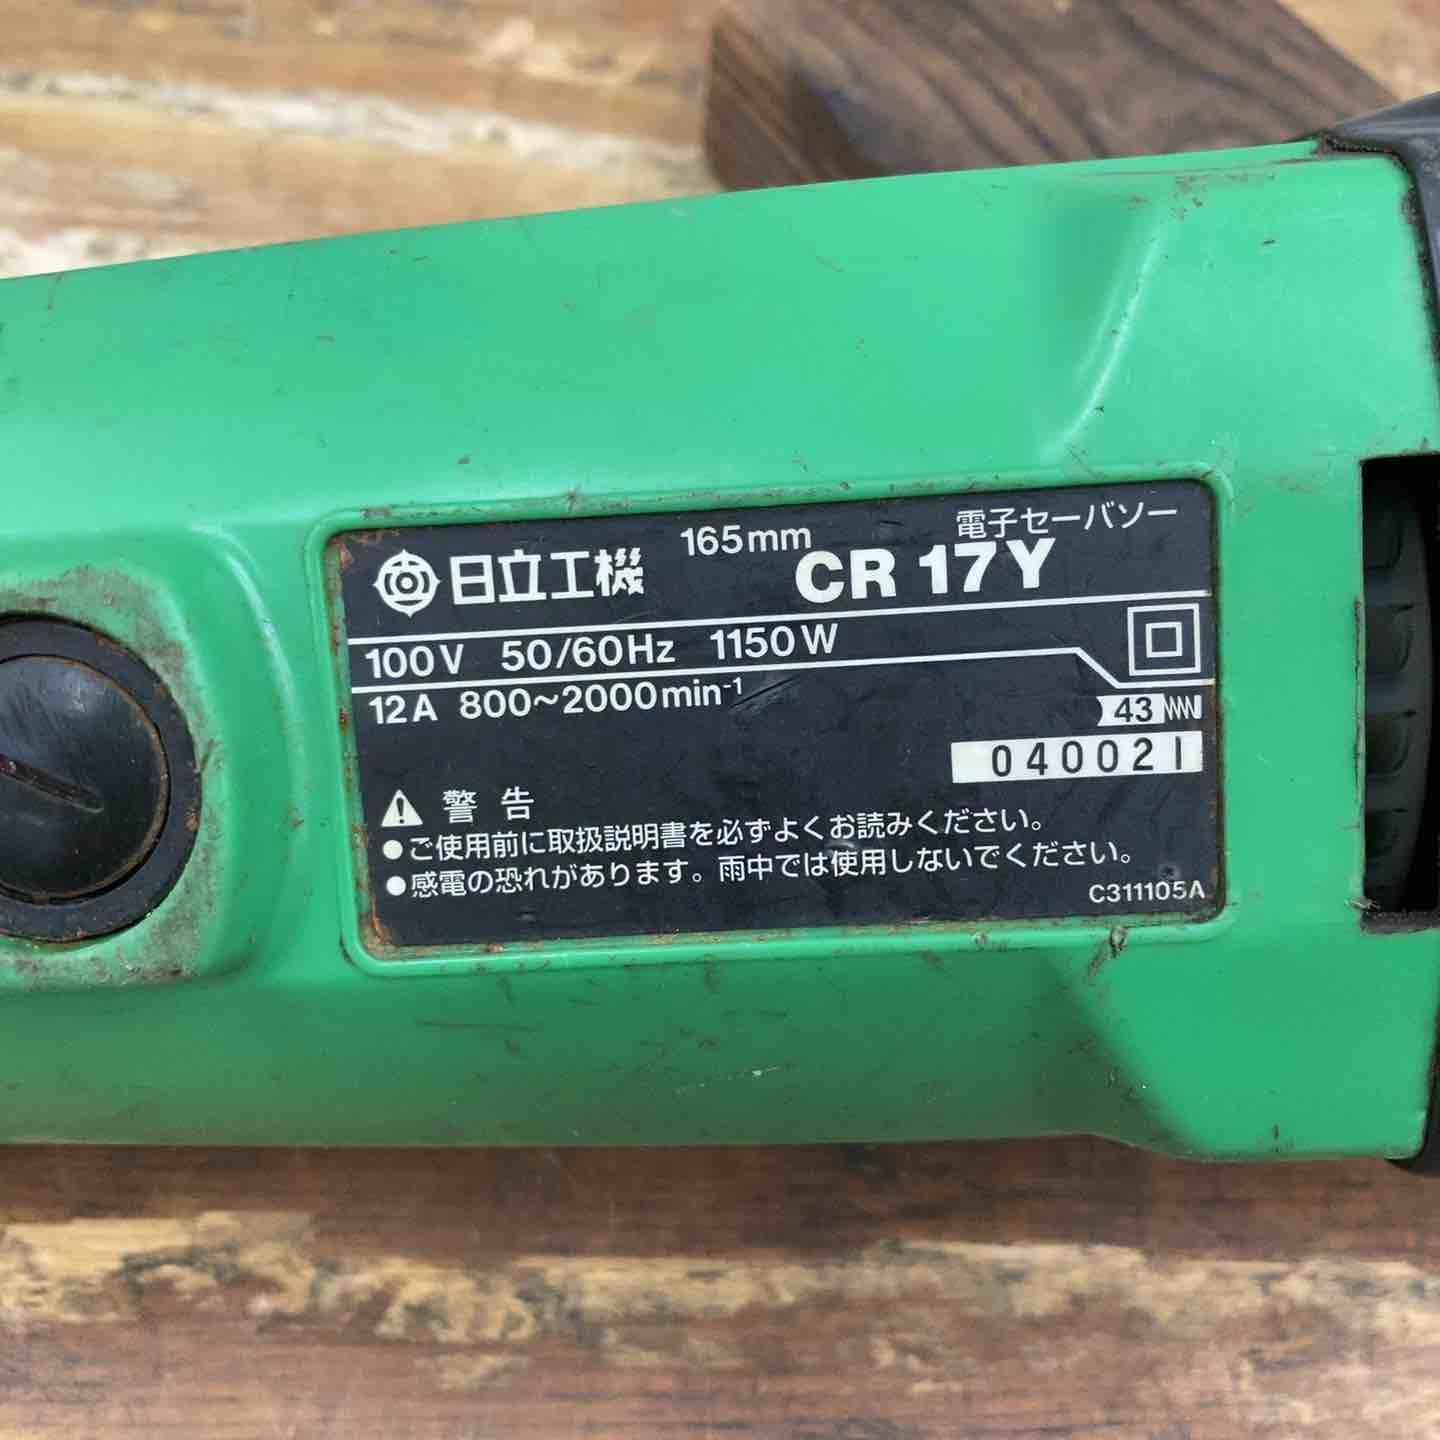 日立工機 165mm 電子セーバソー
CR 17Y
100V 50/60Hz 1150W
12A 800~2000min⁻¹
43
040021
警告
●ご使用前に取扱説明書を必ずよくお読みください。
●感電の恐れがあります。雨中では使用しないでください。
C311105A